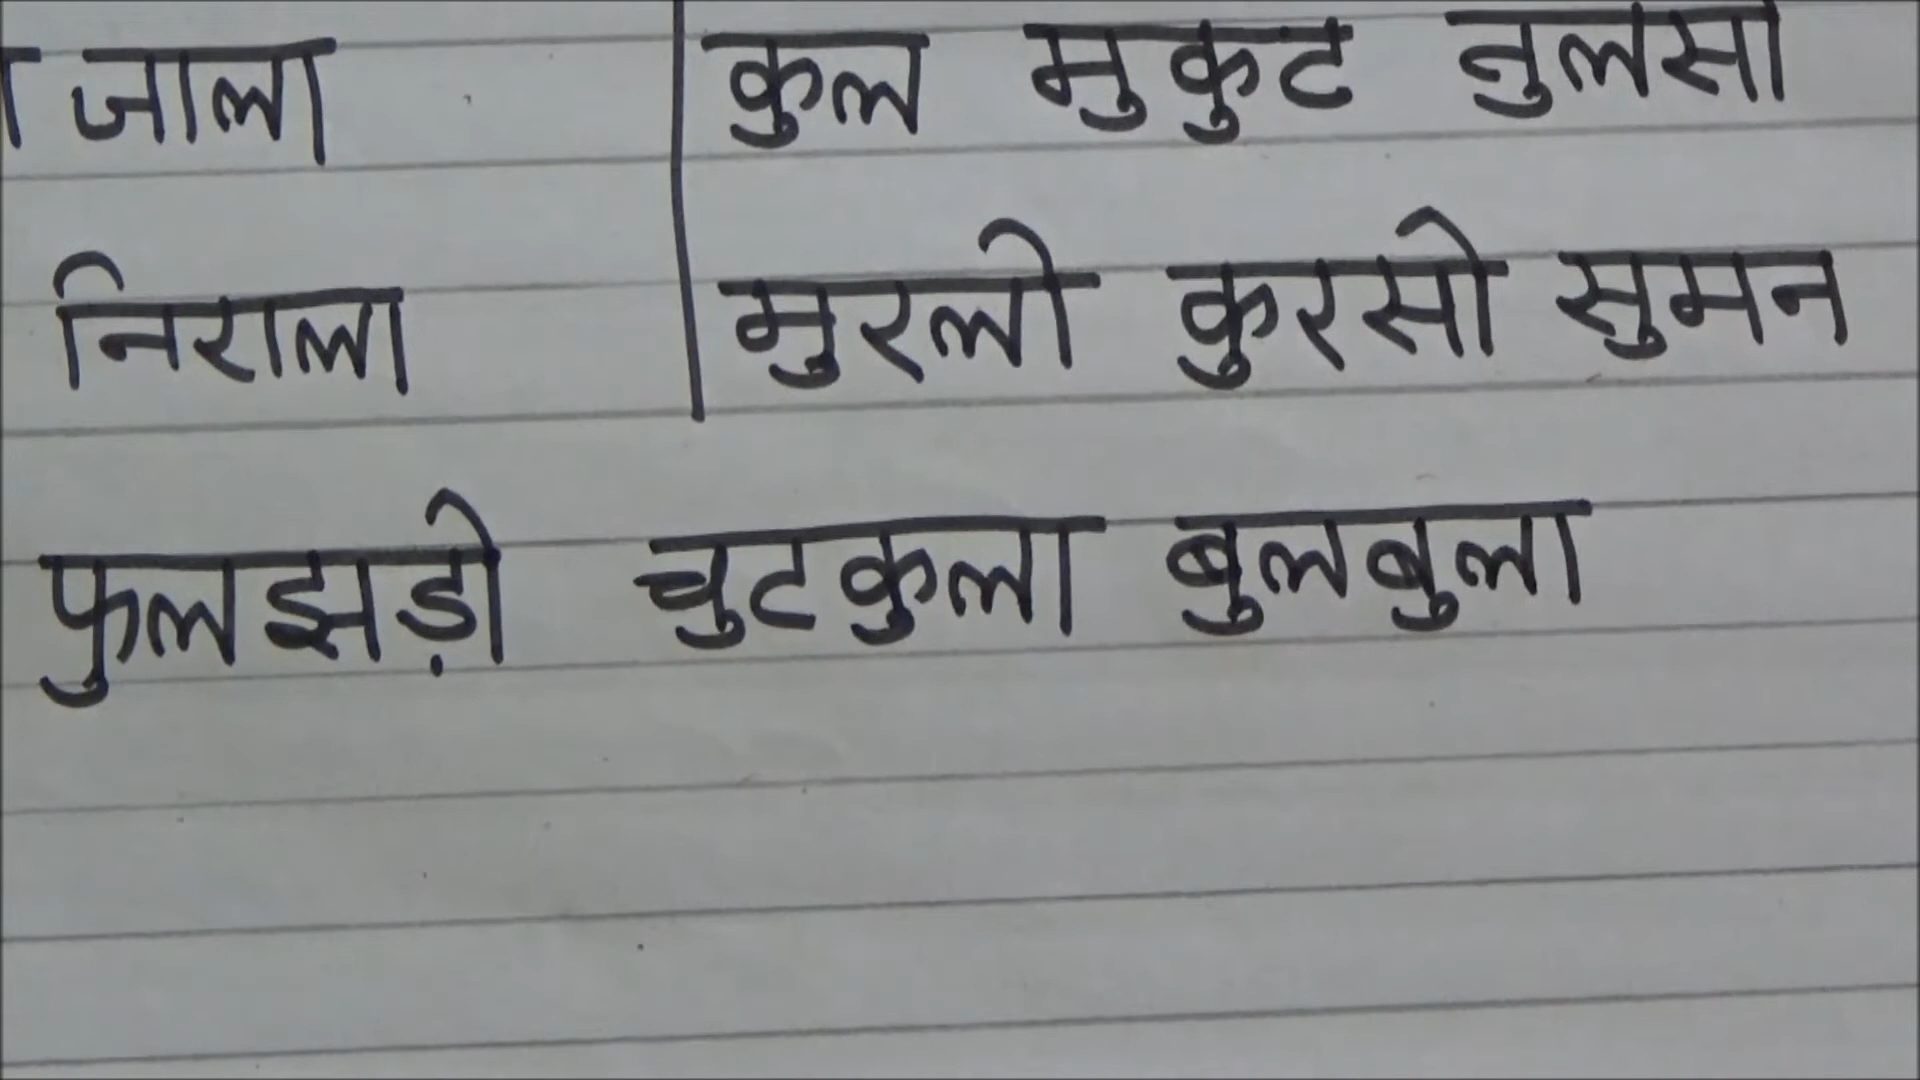 जाला कुल मुकुट तुलसी
निराला मुरली कुरसी सुमन
फुलझड़ी चुटकुला बुलबुला